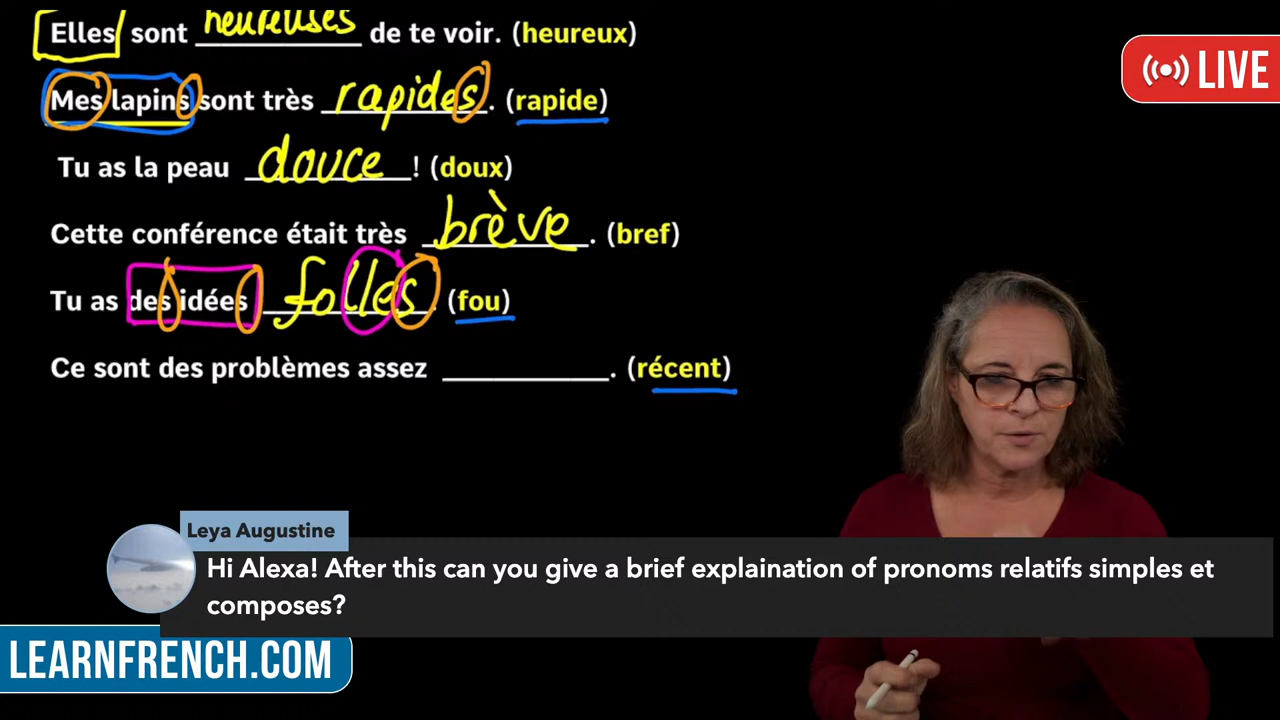 Elles sont heureuses de te voir. (heureux)
Mes lapins sont très rapides. (rapide)
Tu as la peau douce ! (doux)
Cette conférence était très brève. (bref)
Tu as des idées folles. (fou)
Ce sont des problèmes assez ____________. (récent)
LIVE
Leya Augustine
Hi Alexa! After this can you give a brief explaination of pronoms relatifs simples et
composes?
LEARNFRENCH.COM